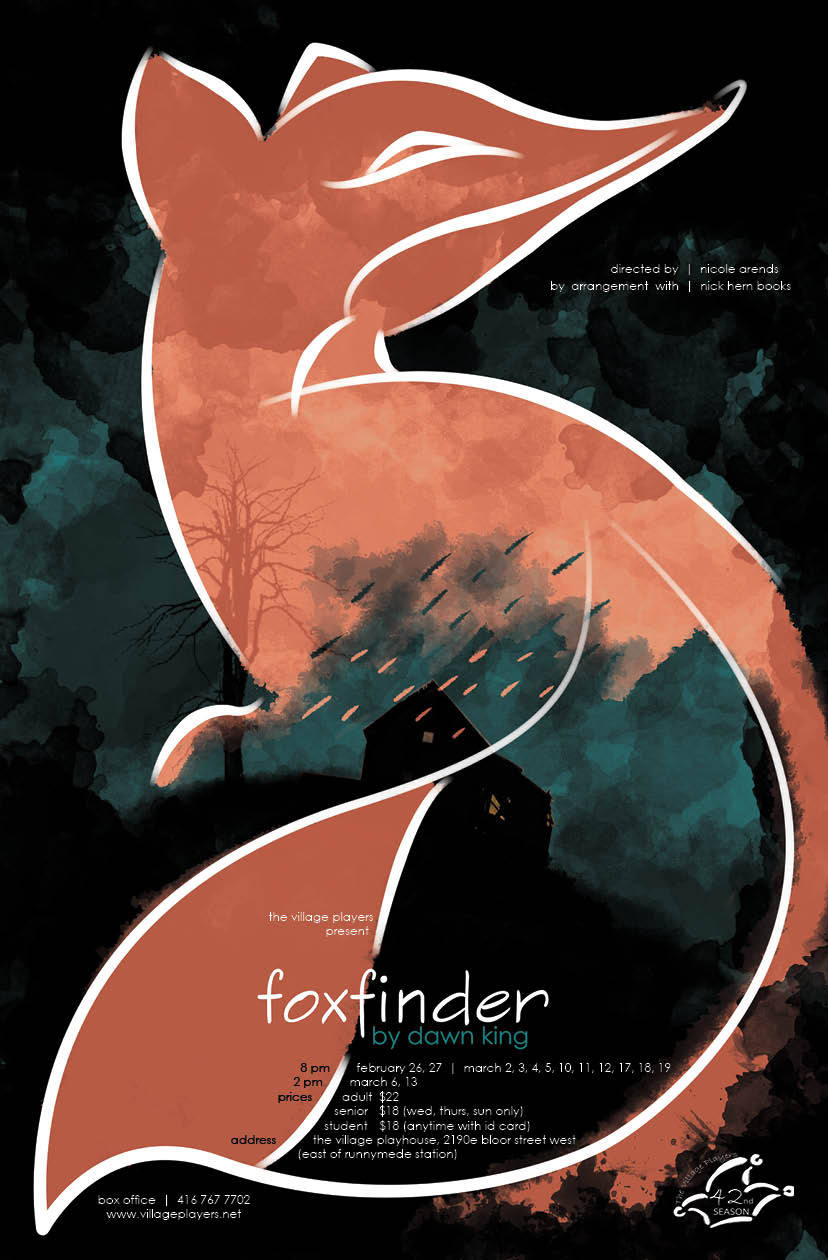 directed by | nicole arends
by arrangement with | nick hern books
the village players
present
foxfinder
by dawn king
8 pm february 26, 27 | march 2, 3, 4, 5, 10, 11, 12, 17, 18, 19
2 pm march 6, 13
prices adult $22
senior $18 (wed, thurs, sun only)
student $18 (anytime with id card)
address the village playhouse, 2190e bloor street west
(east of runnymede station)
box office | 416 767 7702
www.villageplayers.net
The Village Players
42nd
SEASON